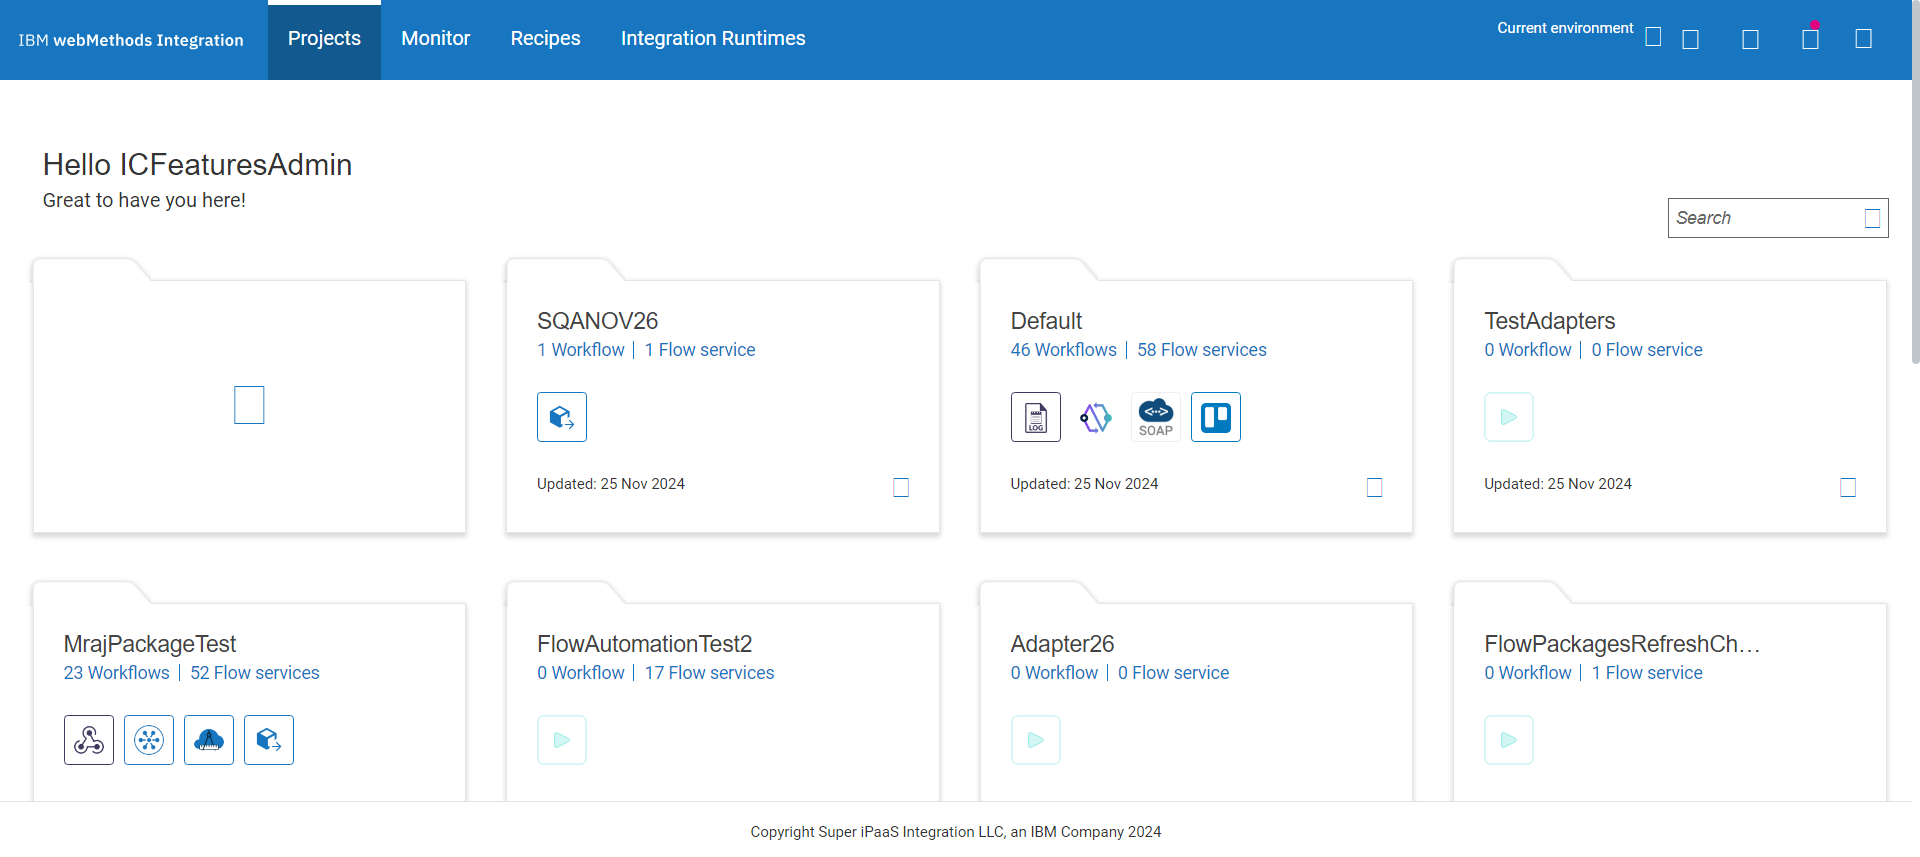 IBM webMethods Integration
Projects
Monitor
Recipes
Integration Runtimes
Current environment
Hello ICFeaturesAdmin
Great to have you here!
Search
SQANOV26
1 Workflow | 1 Flow service
Updated: 25 Nov 2024
Default
46 Workflows | 58 Flow services
LOG
SOAP
Updated: 25 Nov 2024
TestAdapters
0 Workflow | 0 Flow service
Updated: 25 Nov 2024
MrajPackageTest
23 Workflows | 52 Flow services
FlowAutomationTest2
0 Workflow | 17 Flow services
Adapter26
0 Workflow | 0 Flow service
FlowPackagesRefreshCh...
0 Workflow | 1 Flow service
Copyright Super iPaaS Integration LLC, an IBM Company 2024